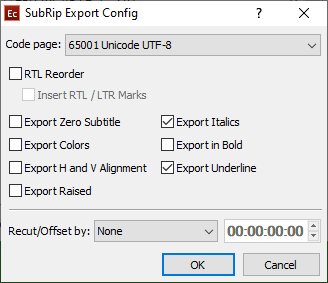 Ec SubRip Export Config
Code page: 65001 Unicode UTF-8
RTL Reorder
Insert RTL / LTR Marks
Export Zero Subtitle Export Italics
Export Colors Export in Bold
Export H and V Alignment Export Underline
Export Raised
Recut/Offset by: None 00:00:00:00
OK Cancel